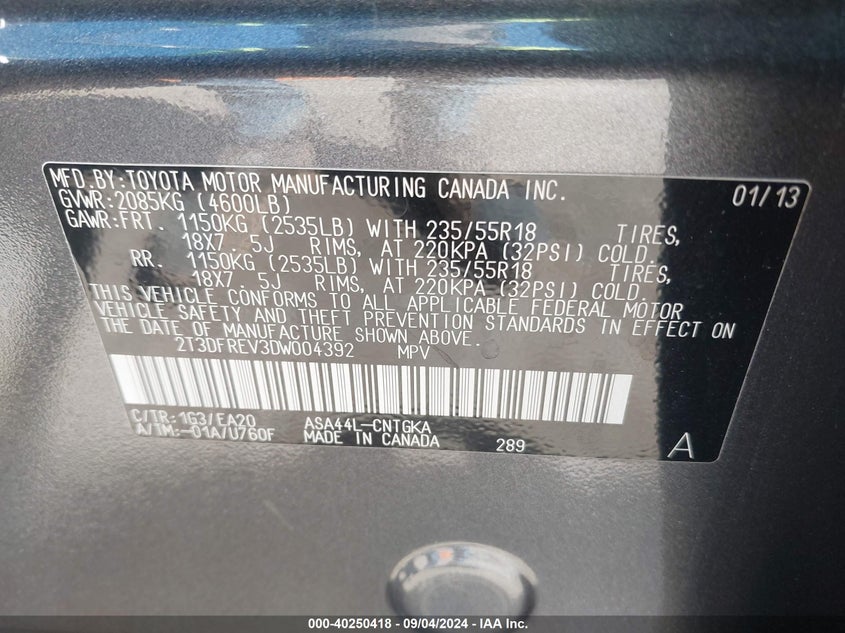 MFD.BY:TOYOTA MOTOR MANUFACTURING CANADA INC. 01/13
GVWR:2085KG (4600LB)
GAWR:FRT. 1150KG (2535LB) WITH 235/55R18 TIRES,
18X7. 5J RIMS, AT 220KPA (32PSI) COLD.
RR. 1150KG (2535LB) WITH 235/55R18 TIRES,
18X7. 5J RIMS, AT 220KPA (32PSI) COLD.
THIS VEHICLE CONFORMS TO ALL APPLICABLE FEDERAL MOTOR
VEHICLE SAFETY AND THEFT PREVENTION STANDARDS IN EFFECT ON
THE DATE OF MANUFACTURE SHOWN ABOVE.
2T3DFREV3DW004392 MPV
C/TR:1G3/EA20 ASA44L-CNTGKA
A/TM:-01A/U760F MADE IN CANADA 289 A
000-40250418 - 09/04/2024 - IAA Inc.